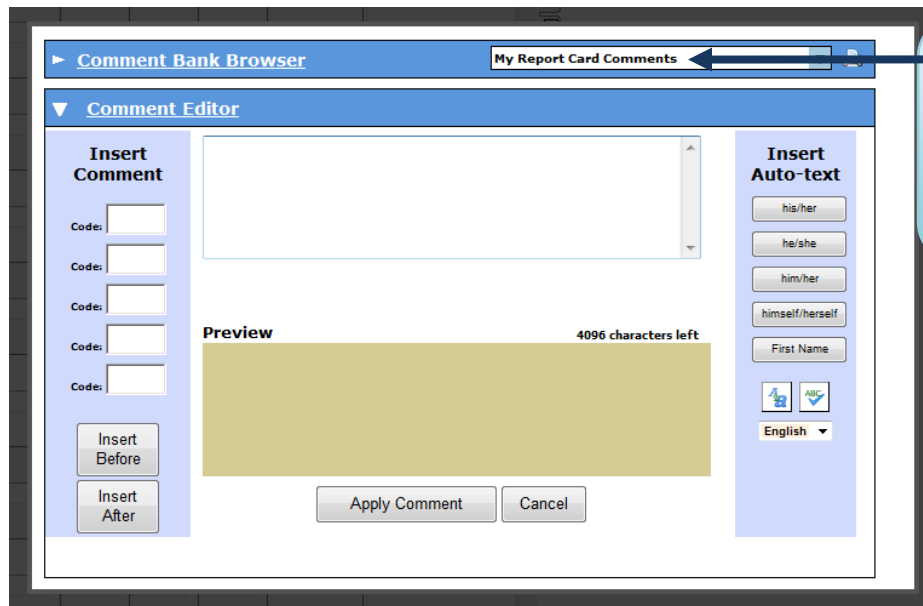 Comment Bank Browser
My Report Card Comments
Comment Editor
Insert
Comment
Code:
Code:
Code:
Code:
Code:
Insert
Before
Insert
After
Preview
4096 characters left
Apply Comment
Cancel
Insert
Auto-text
his/her
he/she
him/her
himself/herself
First Name
ABC
English